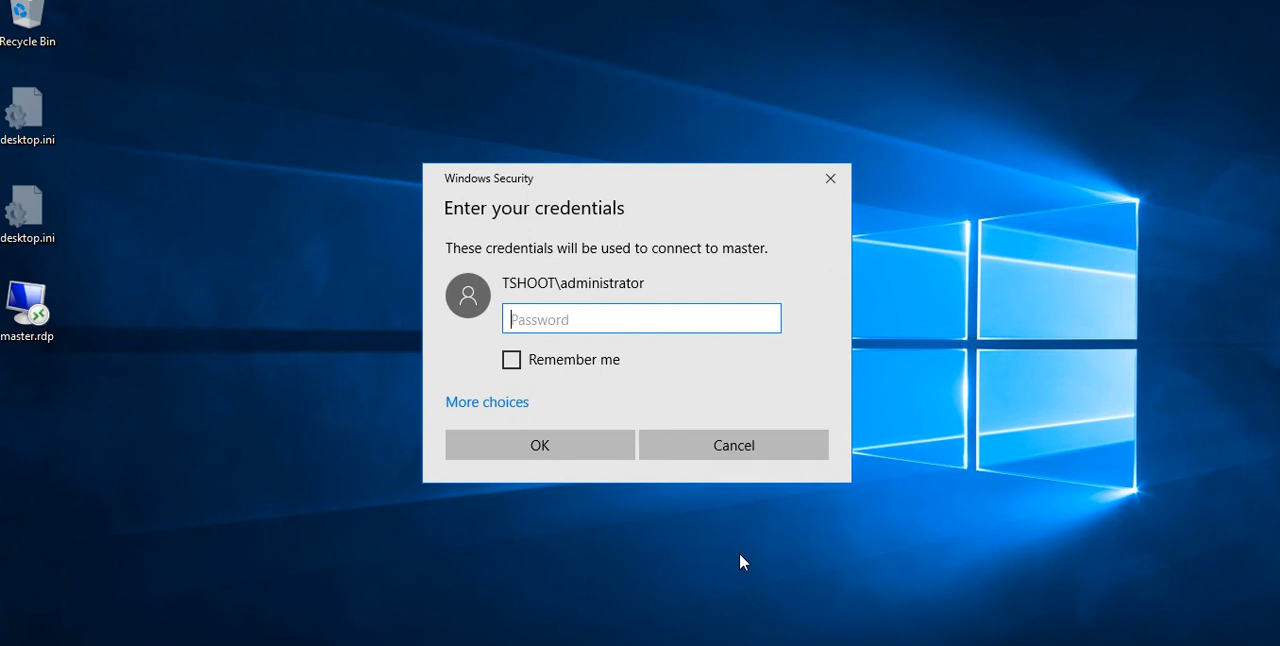 Recycle Bin
desktop.ini
desktop.ini
master.rdp
Windows Security
Enter your credentials
These credentials will be used to connect to master.
TSHOOT\administrator
Password
Remember me
More choices
OK
Cancel